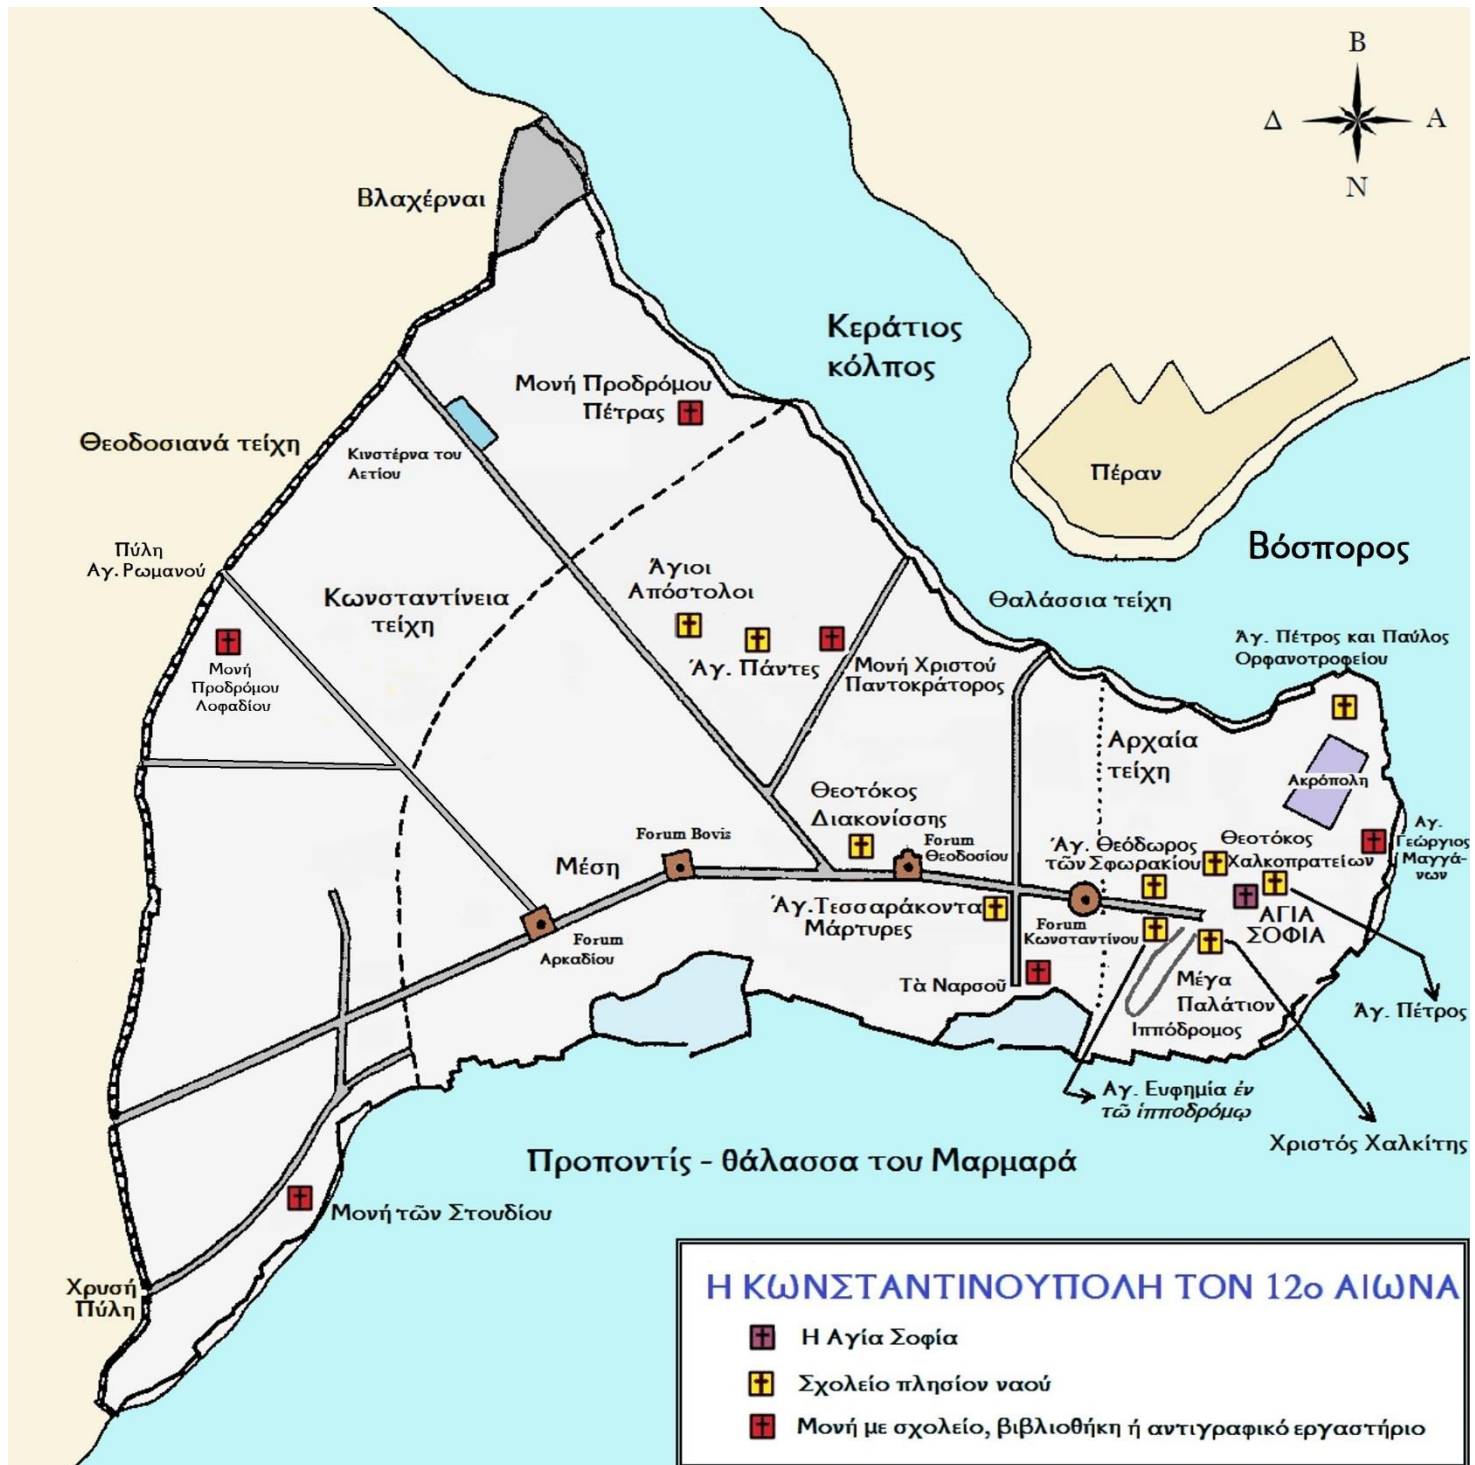 Β
Δ
Α
Ν
Βλαχέρναι
Κεράτιος
κόλπος
Μονή Προδρόμου
Πέτρας
Θεοδοσιανά τείχη
Κινστέρνα του
Αετίου
Πέραν
Πύλη
Αγ. Ρωμανού
Βόσπορος
Κωνσταντίνεια
τείχη
Άγιοι
Απόστολοι
Θαλάσσια τείχη
Άγ. Πέτρος και Παύλος
Ορφανοτροφείου
Μονή
Προδρόμου
Λοφαδίου
Άγ. Πάντες
Μονή Χριστού
Παντοκράτορος
Αρχαία
τείχη
Ακρόπολη
Θεοτόκος
Διακονίσσης
Forum Bovis
Μέση
Forum
Θεοδοσίου
Άγ. Θεόδωρος
τῶν Σφωρακίου
Θεοτόκος
Χαλκοπρατείων
Αγ.
Γεώργιος
Μαγγά-
νων
Άγ.Τεσσαράκοντα
Μάρτυρες
Forum
Κωνσταντίνου
ΑΓΙΑ
ΣΟΦΙΑ
Forum
Αρκαδίου
Τὰ Ναρσοῦ
Μέγα
Παλάτιον
Ιππόδρομος
Άγ. Πέτρος
Αγ. Ευφημία ἐν
τῶ ἱπποδρόμῳ
Χριστός Χαλκίτης
Προποντίς - θάλασσα του Μαρμαρά
Μονή τῶν Στουδίου
Χρυσή
Πύλη
Η ΚΩΝΣΤΑΝΤΙΝΟΥΠΟΛΗ ΤΟΝ 12ο ΑΙΩΝΑ
Η Αγία Σοφία
Σχολείο πλησίον ναού
Μονή με σχολείο, βιβλιοθήκη ή αντιγραφικό εργαστήριο